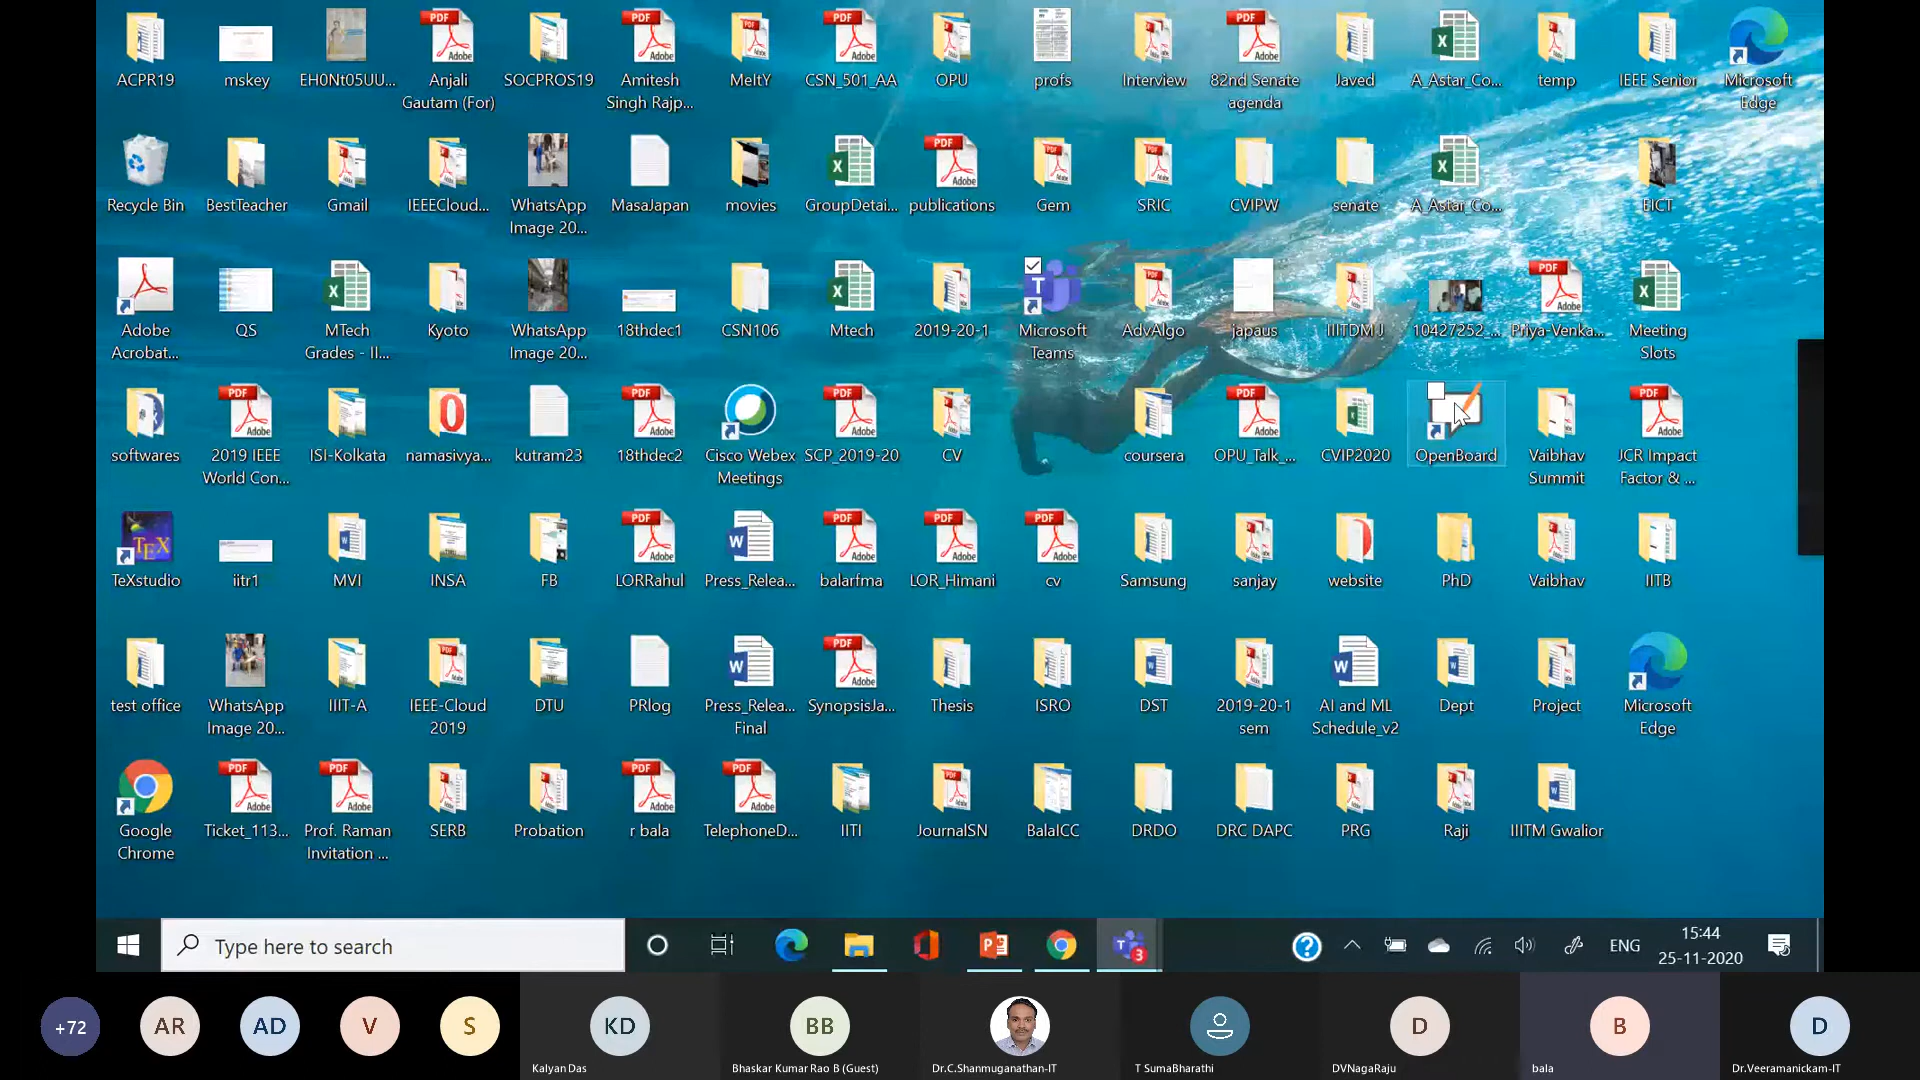 ACPR19
mskey
EH0Nt05UU...
Anjali
Gautam (For)
SOCPROS19
Amitesh
Singh Rajp...
MeItY
CSN_501_AA
OPU
profs
Interview
82nd Senate
agenda
Javed
A_Astar_Co...
temp
IEEE Senior
Microsoft
Edge
Recycle Bin
BestTeacher
Gmail
IEEECloud...
WhatsApp
Image 20...
MasaJapan
movies
GroupDetai...
publications
Gem
SRIC
CVIPW
senate
A_Astar_Co...
EICT
Adobe
Acrobat...
QS
MTech
Grades - II...
Kyoto
WhatsApp
Image 20...
18thdec1
CSN106
Mtech
2019-20-1
Microsoft
Teams
AdvAlgo
japaus
IIITDM J
10427252_...
Priya-Venka...
Meeting
Slots
softwares
2019 IEEE
World Con...
ISI-Kolkata
namasivya...
kutram23
18thdec2
Cisco Webex
Meetings
SCP_2019-20
CV
coursera
OPU_Talk_...
CVIP2020
OpenBoard
Vaibhav
Summit
JCR Impact
Factor & ...
TeXstudio
iitr1
MVI
INSA
FB
LORRahul
Press_Relea...
balarfma
LOR_Himani
cv
Samsung
sanjay
website
PhD
Vaibhav
IITB
test office
WhatsApp
Image 20...
IIIT-A
IEEE-Cloud
2019
DTU
PRlog
Press_Relea...
Final
SynopsisJa...
Thesis
ISRO
DST
2019-20-1
sem
AI and ML
Schedule_v2
Dept
Project
Microsoft
Edge
Google
Chrome
Ticket_113...
Prof. Raman
Invitation ...
SERB
Probation
r bala
TelephoneD...
IITI
JournalSN
BalaICC
DRDO
DRC DAPC
PRG
Raji
IIITM Gwalior
Type here to search
3
ENG
15:44
25-11-2020
+72
AR
AD
V
S
KD
Kalyan Das
BB
Bhaskar Kumar Rao B (Guest)
Dr.C.Shanmuganathan-IT
T SumaBharathi
D
DVNagaRaju
B
bala
D
Dr.Veeramanickam-IT